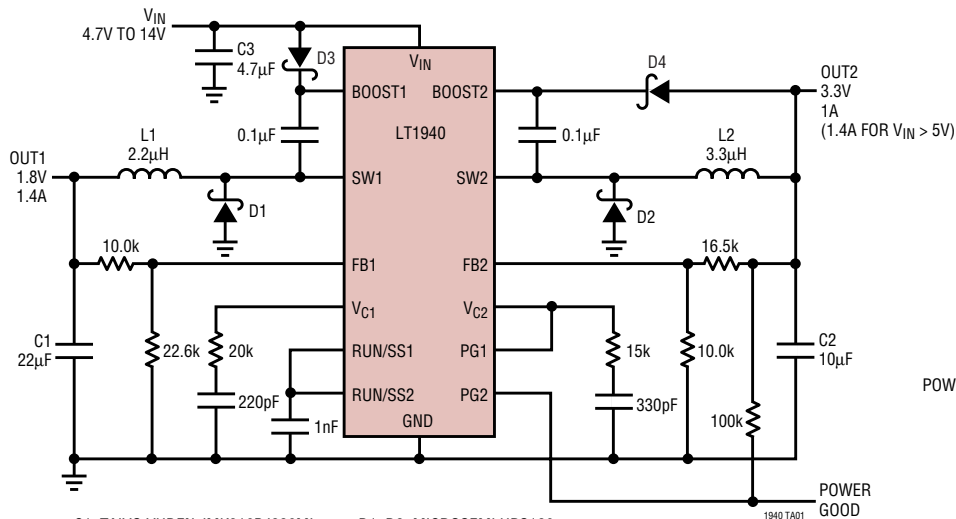 VIN
4.7V TO 14V
C3
4.7µF
D3
VIN
D4
OUT2
3.3V
1A
(1.4A FOR VIN > 5V)
BOOST1
BOOST2
LT1940
0.1µF
0.1µF
L1
2.2µH
L2
3.3µH
OUT1
1.8V
1.4A
SW1
SW2
D1
D2
10.0k
FB1
FB2
16.5k
VC1
VC2
C1
22µF
22.6k
20k
RUN/SS1
PG1
15k
10.0k
C2
10µF
RUN/SS2
PG2
220pF
1nF
GND
330pF
100k
POW
POWER
GOOD
1940 TA01